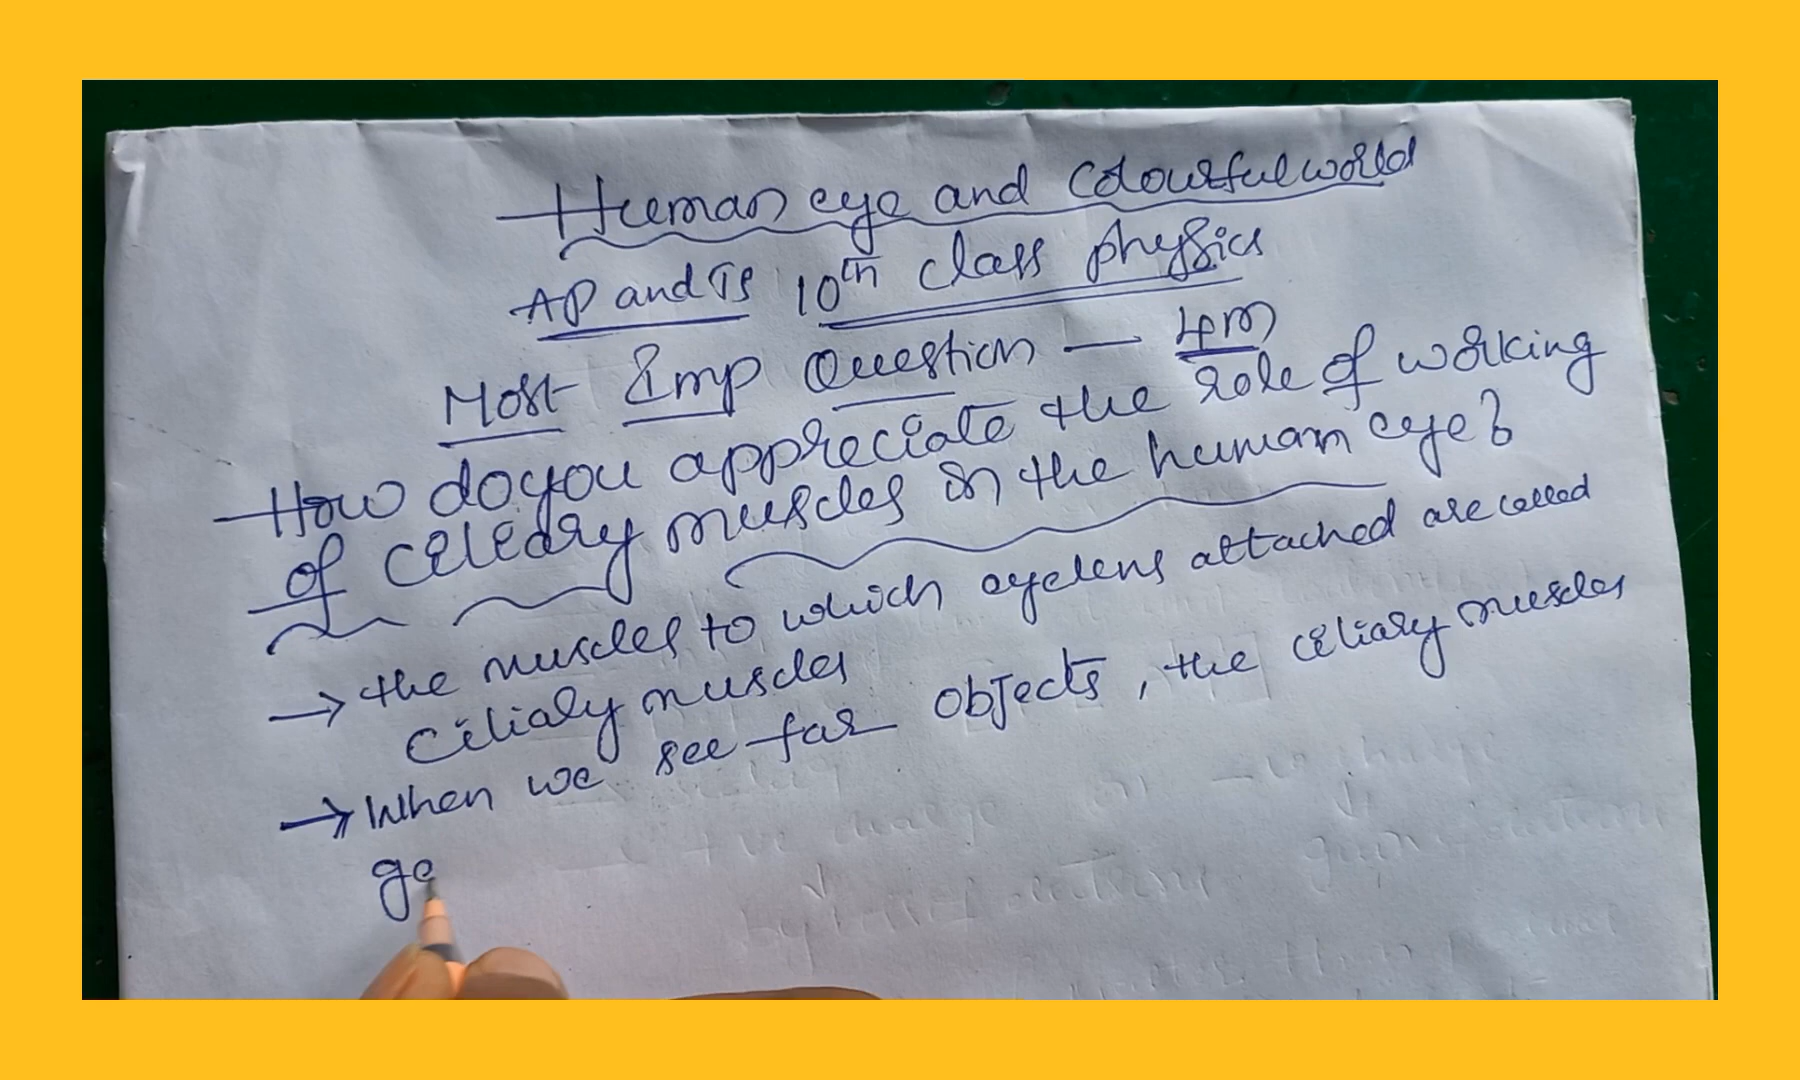 Human eye and Colourful world
AP and TS 10th class physics
Most Imp Question — 4m
How do you appreciate the role of working
of ciliary muscles in the human eye?
→ the muscles to which eyelens attached are called
Cilialy muscles
→ When we see far objects, the ciliary muscles
ge